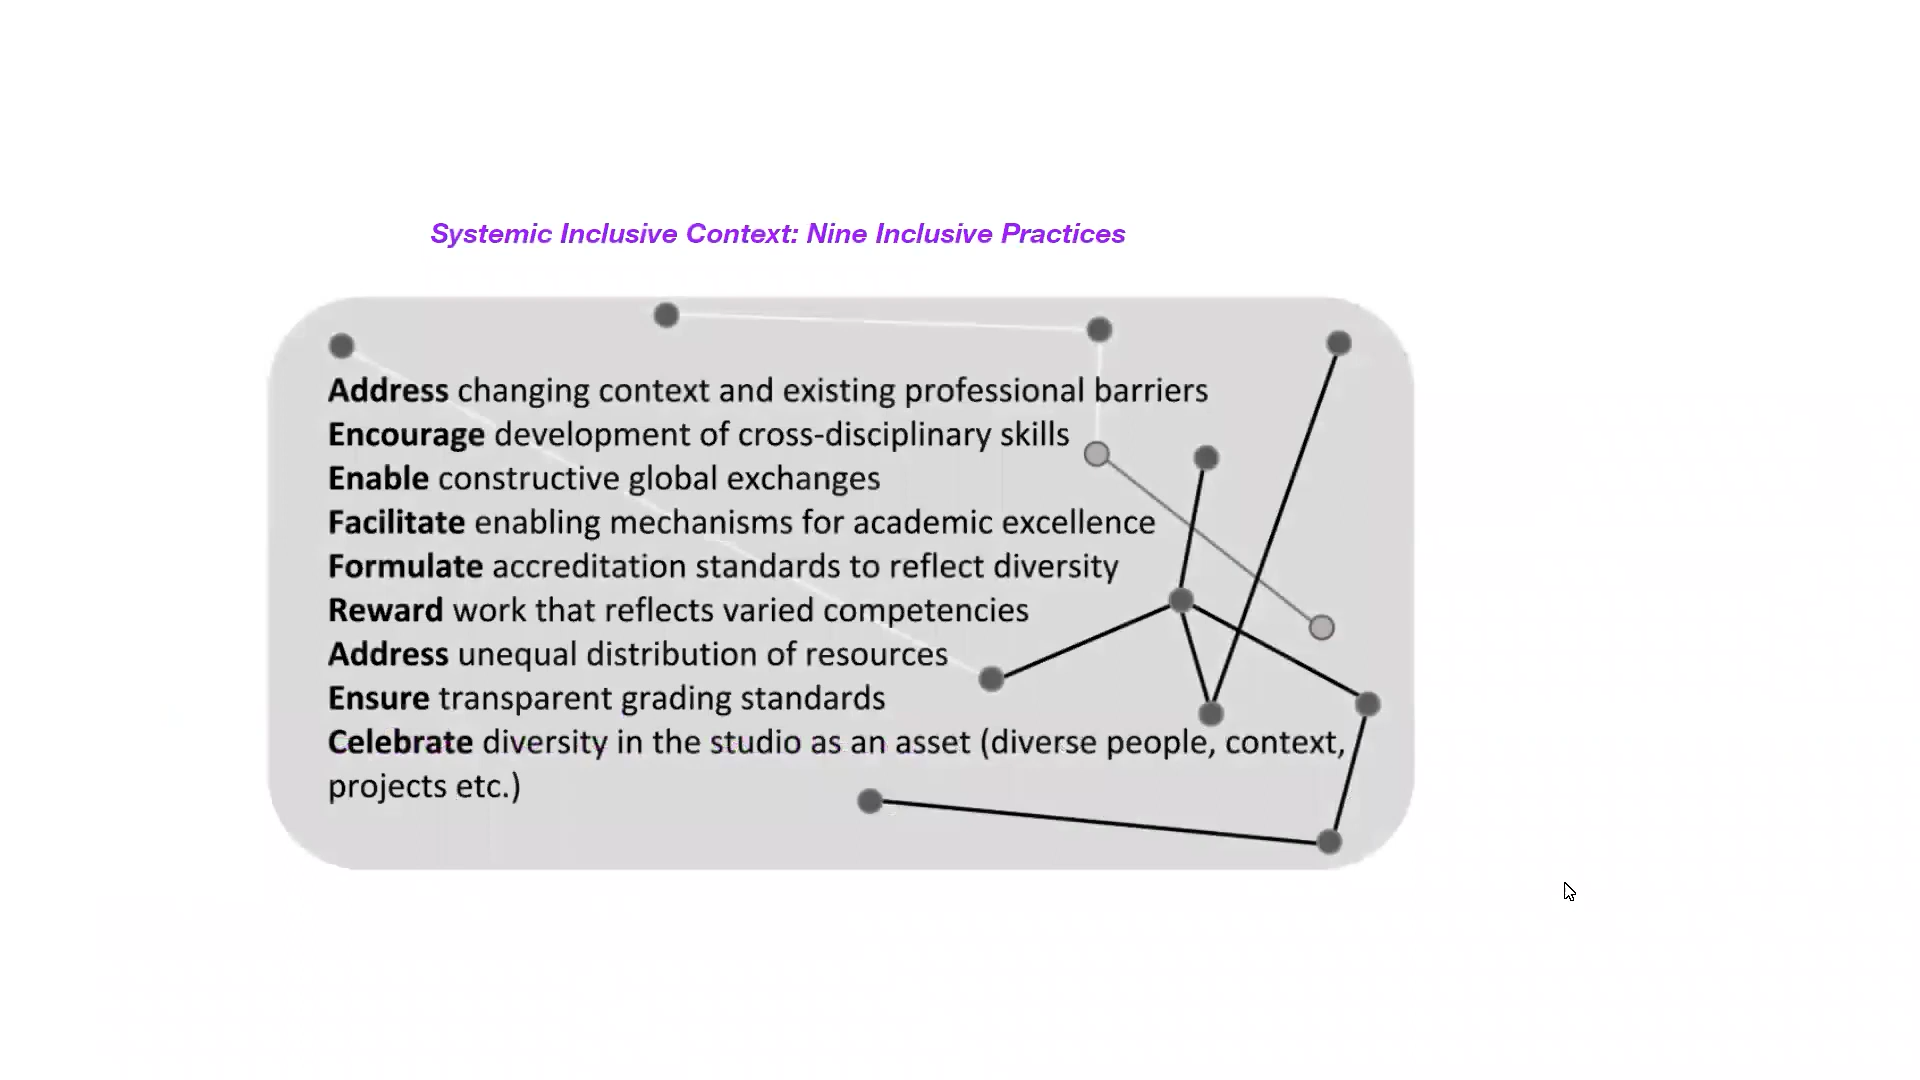 Systemic Inclusive Context: Nine Inclusive Practices
Address changing context and existing professional barriers
Encourage development of cross-disciplinary skills
Enable constructive global exchanges
Facilitate enabling mechanisms for academic excellence
Formulate accreditation standards to reflect diversity
Reward work that reflects varied competencies
Address unequal distribution of resources
Ensure transparent grading standards
Celebrate diversity in the studio as an asset (diverse people, context,
projects etc.)